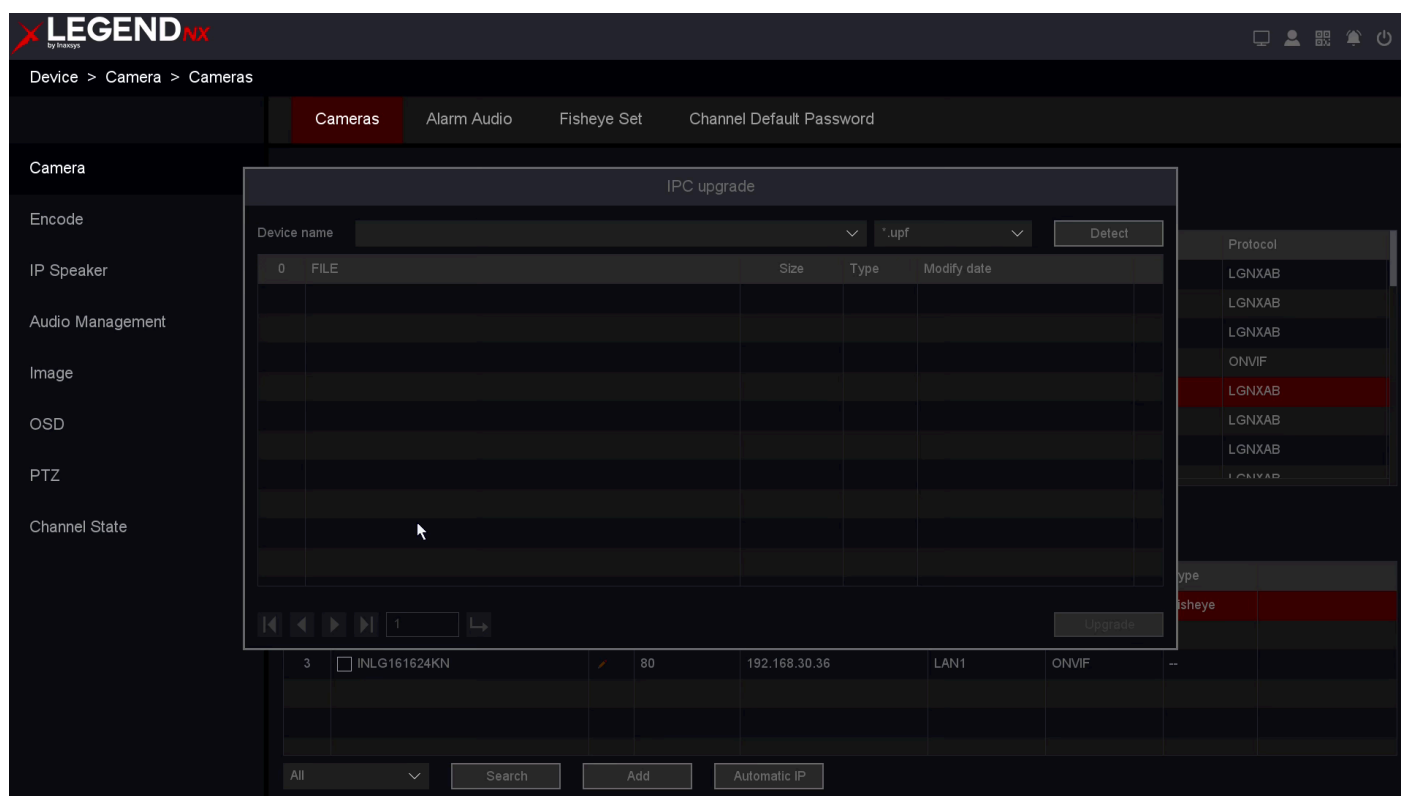 LEGENDNX
by Inaxsys
Device > Camera > Cameras
Cameras Alarm Audio Fisheye Set Channel Default Password
Camera
Encode
IP Speaker
Audio Management
Image
OSD
PTZ
Channel State
IPC upgrade
Device name *.upf Detect
0 FILE Size Type Modify date
1 Upgrade
Protocol
LGNXAB
LGNXAB
LGNXAB
ONVIF
LGNXAB
LGNXAB
LGNXAB
LGNXAB
ype
isheye
3 INLG161624KN 80 192.168.30.36 LAN1 ONVIF --
All Search Add Automatic IP